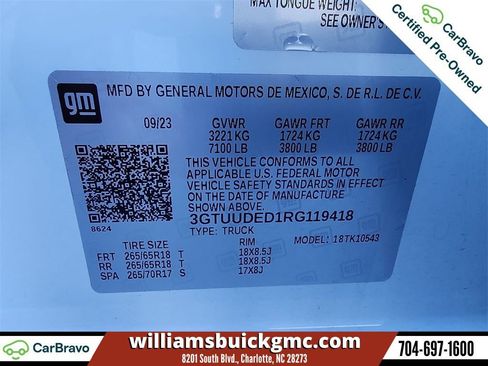 MAX TONGUE WEIGHT:
SEE OWNER'S
CarBravo
Certified Pre-Owned
gm
MFD BY GENERAL MOTORS DE MEXICO, S. DE R.L. DE C.V.
09/23 GVWR GAWR FRT GAWR RR
3221 KG 1724 KG 1724 KG
7100 LB 3800 LB 3800 LB
THIS VEHICLE CONFORMS TO ALL
APPLICABLE U.S. FEDERAL MOTOR
VEHICLE SAFETY STANDARDS IN EFFECT
ON THE DATE OF MANUFACTURE
SHOWN ABOVE.
3GTUUDED1RG119418
8624
TYPE: TRUCK MODEL: 18TK10543
TIRE SIZE RIM
FRT 265/65R18 T 18X8.5J
RR 265/65R18 T 18X8.5J
SPA 265/70R17 S 17X8J
CarBravo
williamsbuickgmc.com
8201 South Blvd., Charlotte, NC 28273
704-697-1600